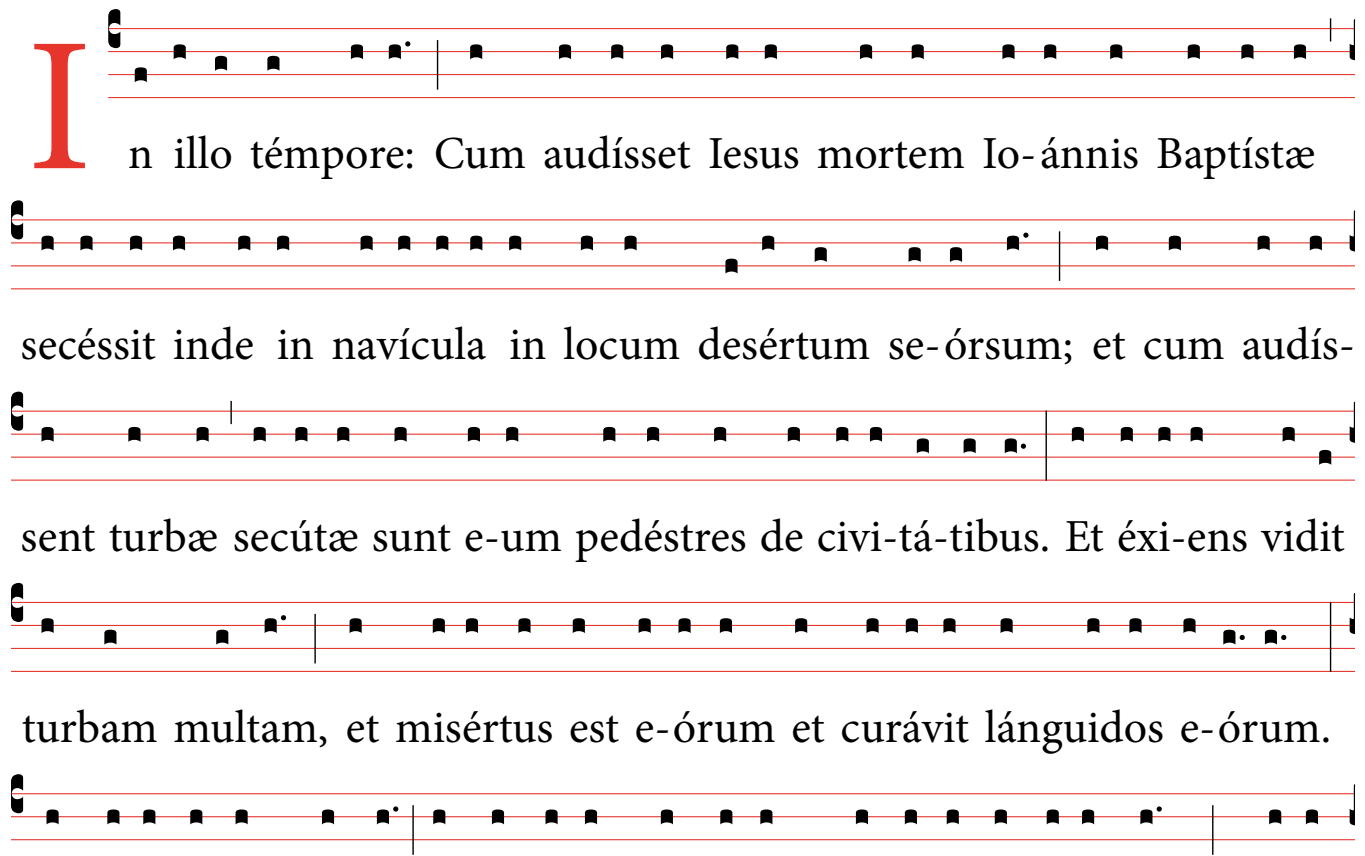 In illo témpore: Cum audísset Iesus mortem Io-ánnis Baptístæ
secéssit inde in navícula in locum desértum se-órsum; et cum audís-
sent turbæ secútæ sunt e-um pedéstres de civi-tá-tibus. Et éxi-ens vidit
turbam multam, et misértus est e-órum et curávit lánguidos e-órum.